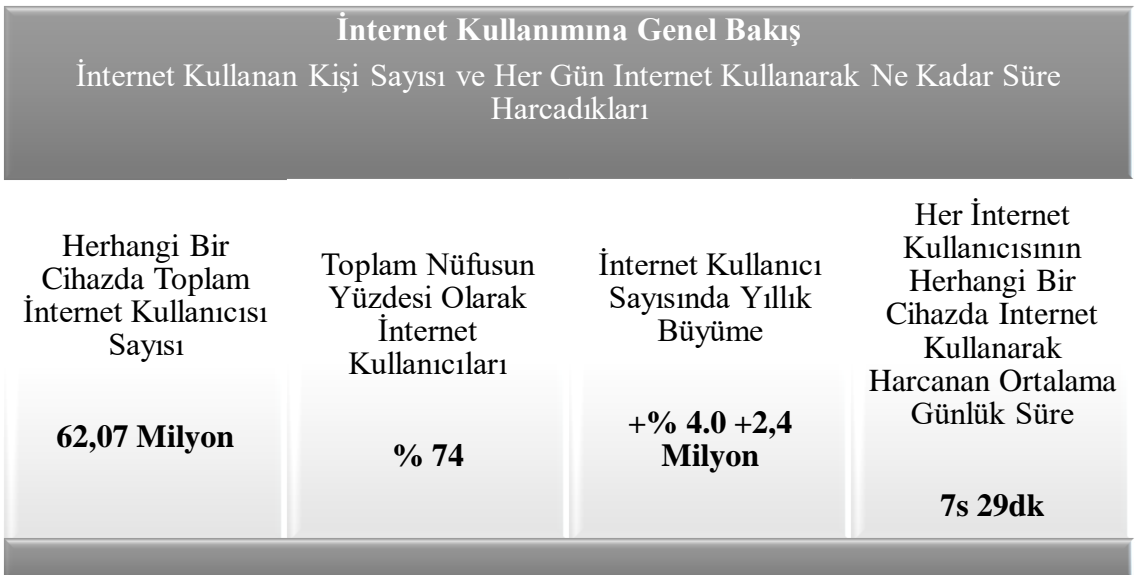 İnternet Kullanımına Genel Bakış
İnternet Kullanan Kişi Sayısı ve Her Gün Internet Kullanarak Ne Kadar Süre
Harcadıkları
Herhangi Bir
Cihazda Toplam
İnternet Kullanıcısı
Sayısı
62,07 Milyon
Toplam Nüfusun
Yüzdesi Olarak
İnternet
Kullanıcıları
% 74
İnternet Kullanıcı
Sayısında Yıllık
Büyüme
+% 4.0 +2,4
Milyon
Her İnternet
Kullanıcısının
Herhangi Bir
Cihazda Internet
Kullanarak
Harcanan Ortalama
Günlük Süre
7s 29dk